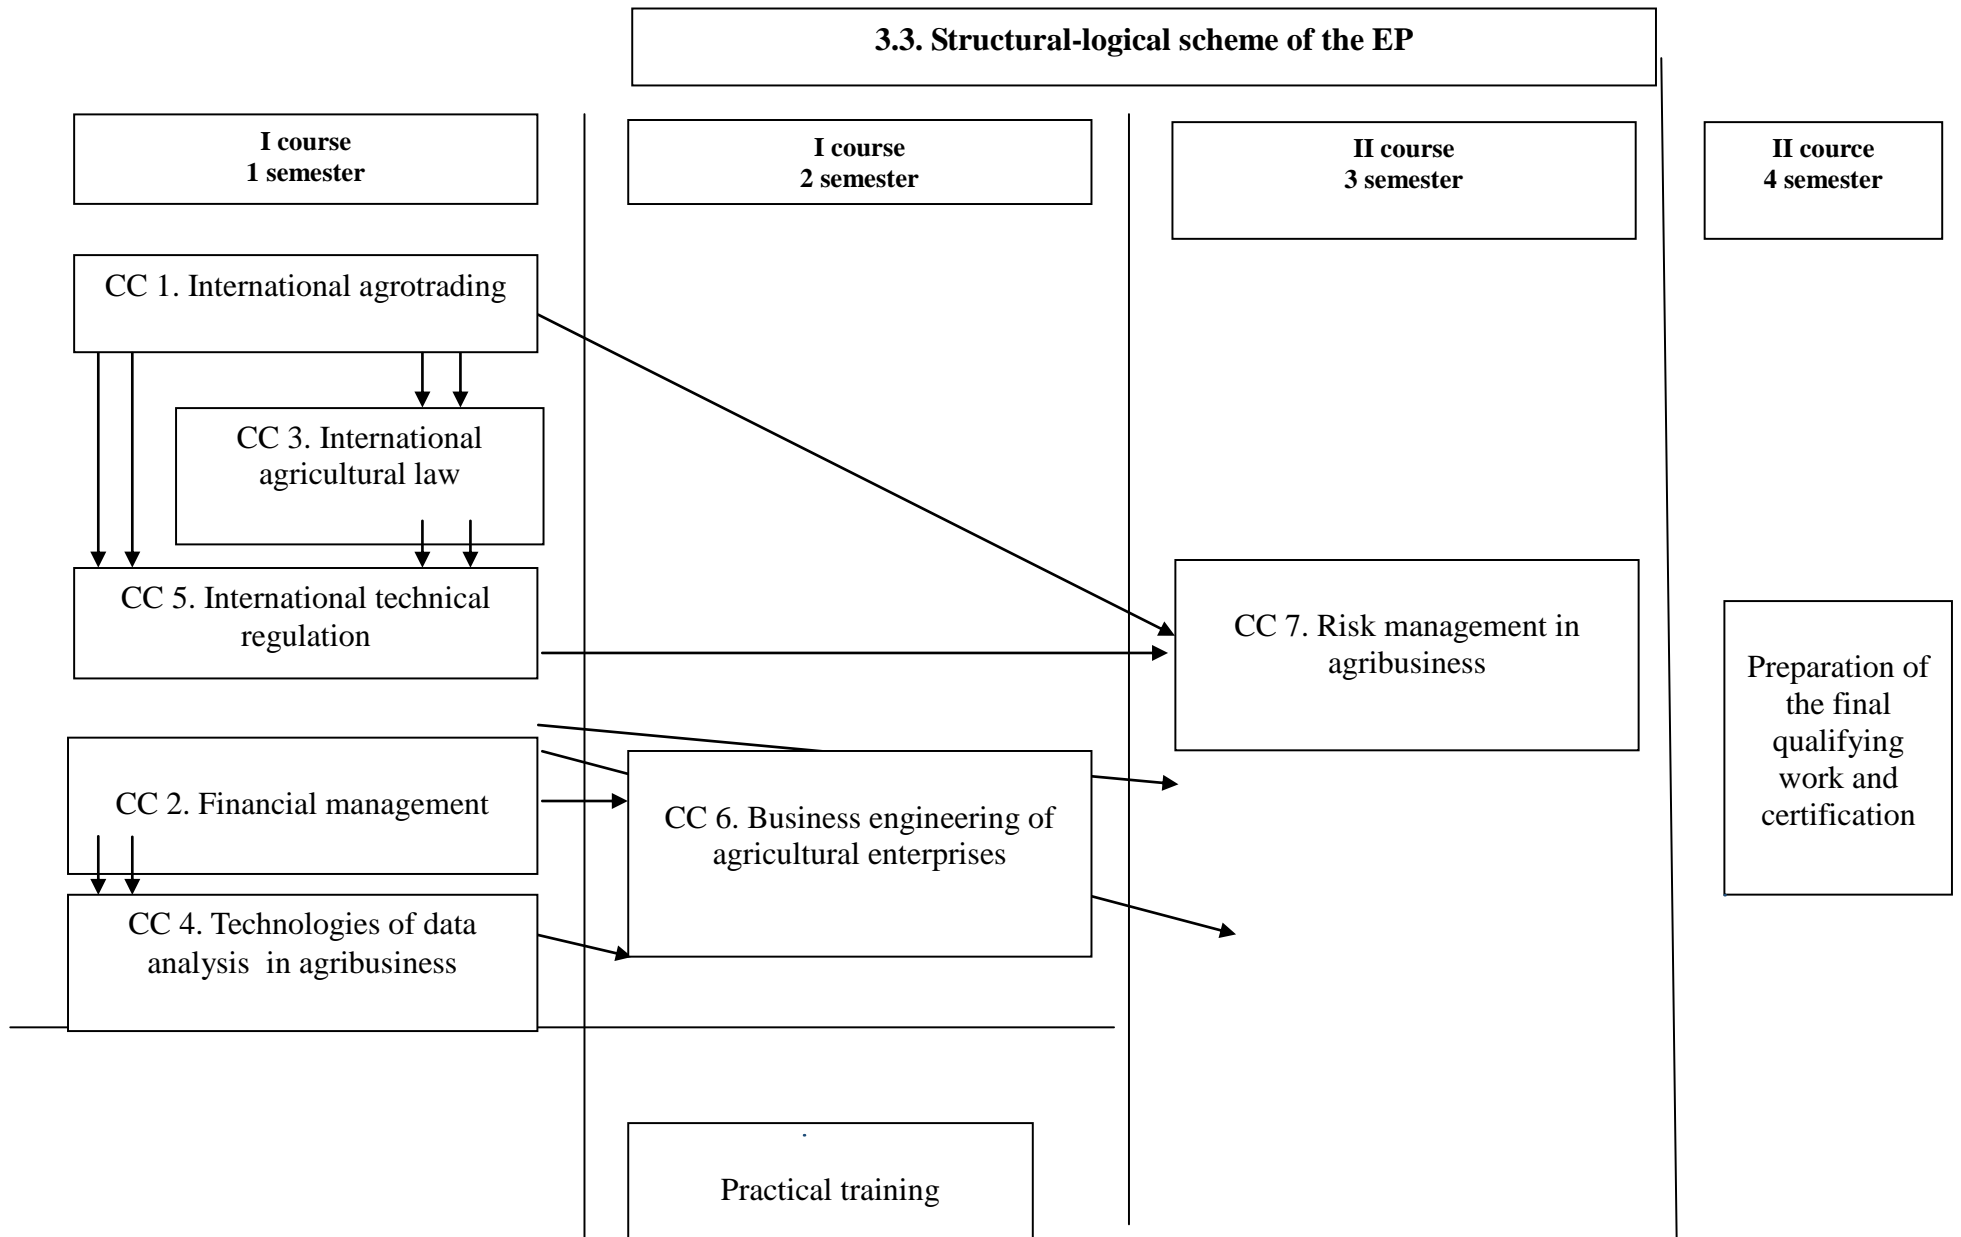 3.3. Structural-logical scheme of the EP
I course
1 semester
I course
2 semester
II course
3 semester
II cource
4 semester
CC 1. International agrotrading
CC 3. International
agricultural law
CC 5. International technical
regulation
CC 7. Risk management in
agribusiness
Preparation of
the final
qualifying
work and
certification
CC 2. Financial management
CC 6. Business engineering of
agricultural enterprises
CC 4. Technologies of data
analysis  in agribusiness
Practical training